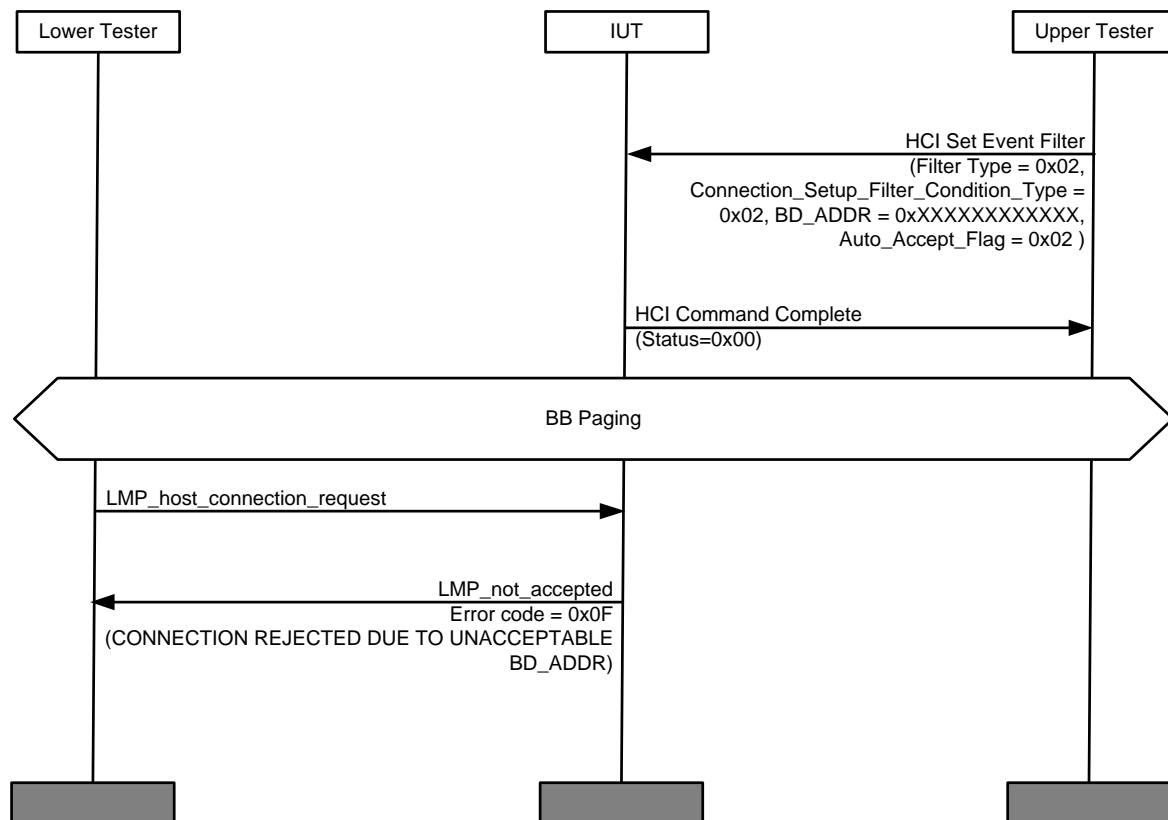 Lower Tester
IUT
Upper Tester
HCI Set Event Filter
(Filter Type = 0x02,
Connection_Setup_Filter_Condition_Type =
0x02, BD_ADDR = 0xXXXXXXXXXXXX,
Auto_Accept_Flag = 0x02 )
HCI Command Complete
(Status=0x00)
BB Paging
LMP_host_connection_request
LMP_not_accepted
Error code = 0x0F
(CONNECTION REJECTED DUE TO UNACCEPTABLE
BD_ADDR)